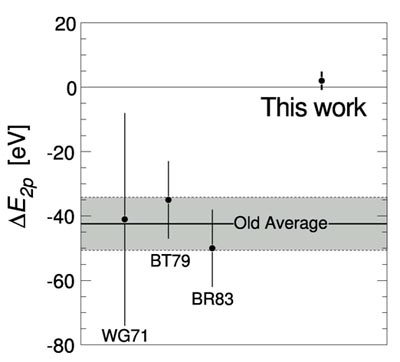 20
0
This work
-20
ΔE2p [eV]
-40
Old Average
BT79
-60
BR83
WG71
-80